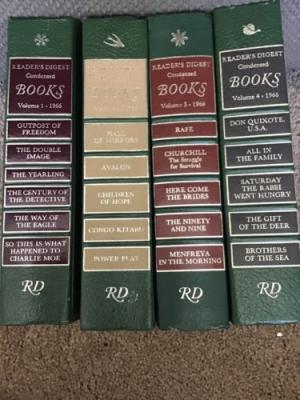 READER'S DIGEST
Condensed
BOOKS
Volume 1 - 1966
OUTPOST OF
FREEDOM
THE DOUBLE
IMAGE
THE YEARLING
THE CENTURY OF
THE DETECTIVE
THE WAY OF
THE EAGLE
SO THIS IS WHAT
HAPPENED TO
CHARLIE MOE
RD
BOOKS
HALL OF
MIRRORS
AVALON
CHILDREN
OF HOPE
CONGO KITABU
POWER PLAY
RD
READER'S DIGEST
Condensed
BOOKS
Volume 3 - 1966
RAFE
CHURCHILL
The Struggle
for Survival
HERE COME
THE BRIDES
THE NINETY
AND NINE
MENFREYA
IN THE MORNING
RD
READER'S DIGEST
Condensed
BOOKS
Volume 4 - 1966
DON QUIXOTE,
U.S.A.
ALL IN
THE FAMILY
SATURDAY
THE RABBI
WENT HUNGRY
THE GIFT OF
THE DEER
BROTHERS
OF THE SEA
RD